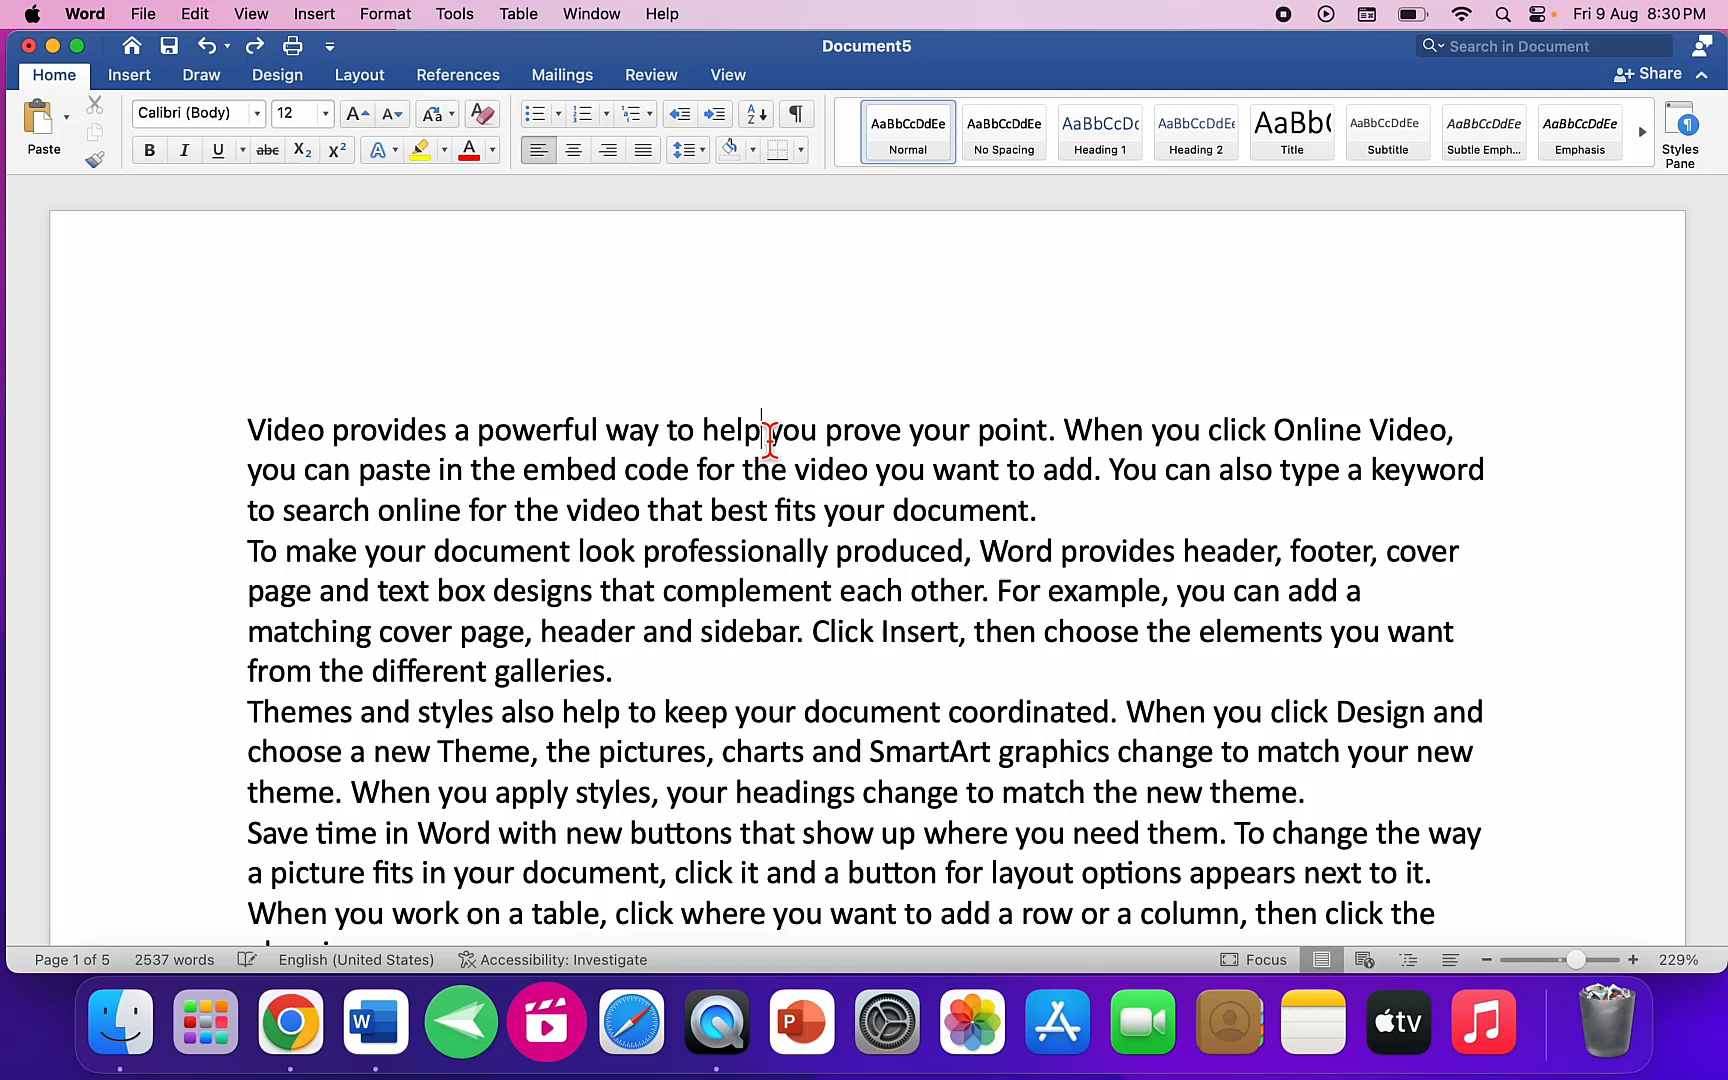 Word File Edit View Insert Format Tools Table Window Help Fri 9 Aug 8:30 PM
Document5 Search in Document
Home Insert Draw Design Layout References Mailings Review View Share
Paste Calibri (Body) 12
AaBbCcDdEe AaBbCcDdEe AaBbCcDc AaBbCcDdEe AaBb( AaBbCcDdEe AaBbCcDdEe AaBbCcDdEe
Normal No Spacing Heading 1 Heading 2 Title Subtitle Subtle Emph... Emphasis Styles
Pane
Video provides a powerful way to help you prove your point. When you click Online Video,
you can paste in the embed code for the video you want to add. You can also type a keyword
to search online for the video that best fits your document.
To make your document look professionally produced, Word provides header, footer, cover
page and text box designs that complement each other. For example, you can add a
matching cover page, header and sidebar. Click Insert, then choose the elements you want
from the different galleries.
Themes and styles also help to keep your document coordinated. When you click Design and
choose a new Theme, the pictures, charts and SmartArt graphics change to match your new
theme. When you apply styles, your headings change to match the new theme.
Save time in Word with new buttons that show up where you need them. To change the way
a picture fits in your document, click it and a button for layout options appears next to it.
When you work on a table, click where you want to add a row or a column, then click the
Page 1 of 5 2537 words English (United States) Accessibility: Investigate Focus 229%
tv